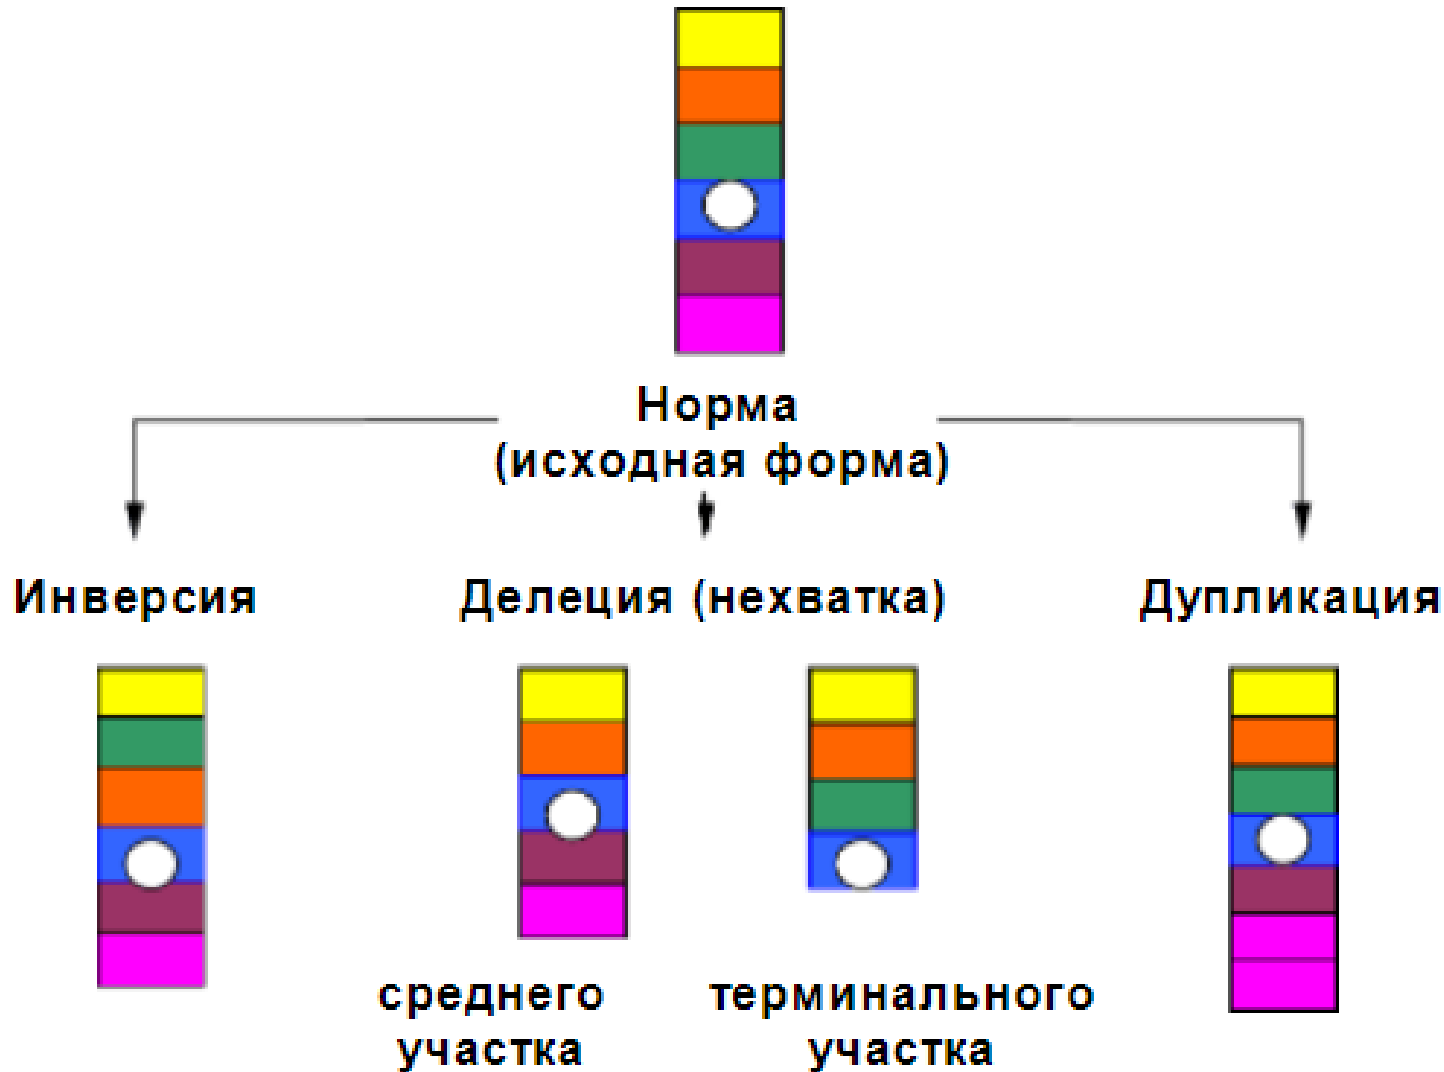 Норма
(исходная форма)
Инверсия
Делеция (нехватка)
Дупликация
среднего
участка
терминального
участка